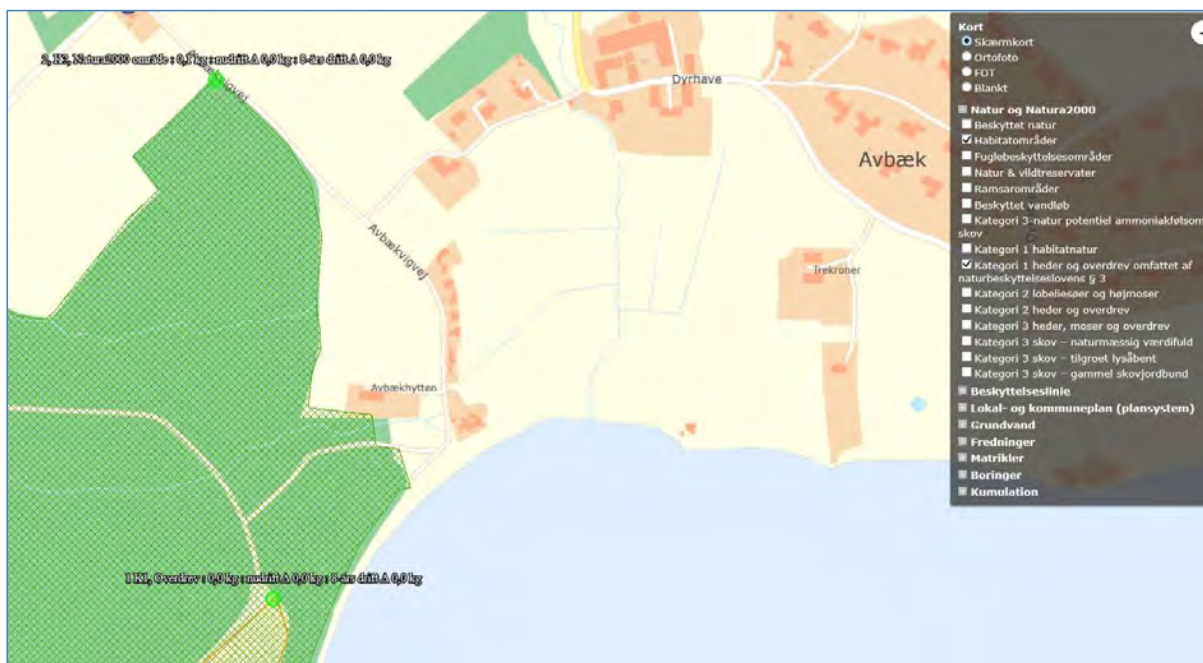 2, K2, Natura2000 område : 0,1 kg : nudrift Δ 0,0 kg : 8-års drift Δ 0,0 kg
Dyrhave
Avbæk
Avbækvigvej
Trekroner
Avbækhytten
1 K1, Overdrev : 0,0 kg : nudrift Δ 0,0 kg : 8-års drift Δ 0,0 kg
Kort
Skærmkort
Ortofoto
FOT
Blankt
Natur og Natura2000
Beskyttet natur
Habitatområder
Fuglebeskyttelsesområder
Natur & vildtreservater
Ramsarområder
Beskyttet vandløb
Kategori 3-natur potentiel ammoniakfølsom
skov
Kategori 1 habitatnatur
Kategori 1 heder og overdrev omfattet af
naturbeskyttelseslovens § 3
Kategori 2 lobeliesøer og højmoser
Kategori 2 heder og overdrev
Kategori 3 heder, moser og overdrev
Kategori 3 skov – naturmæssig værdifuld
Kategori 3 skov – tilgroet lysåbent
Kategori 3 skov – gammel skovjordbund
Beskyttelseslinie
Lokal- og kommuneplan (plansystem)
Grundvand
Fredninger
Matrikler
Boringer
Kumulation